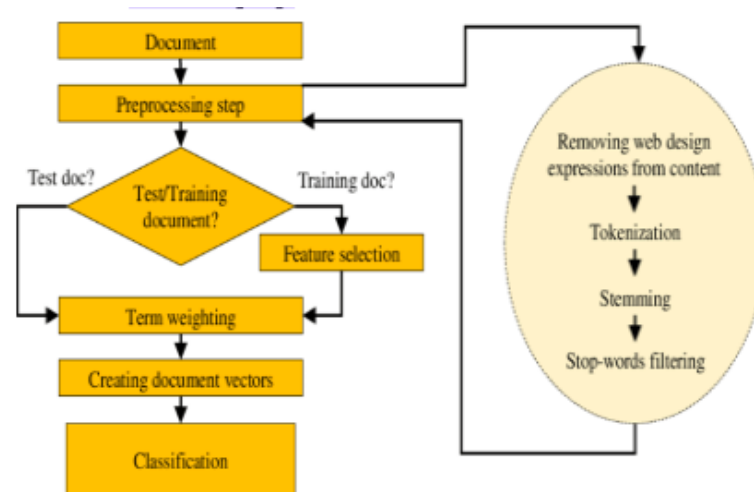 Document
Preprocessing step
Test doc?
Test/Training
document?
Training doc?
Feature selection
Term weighting
Creating document vectors
Classification
Removing web design
expressions from content
Tokenization
Stemming
Stop-words filtering